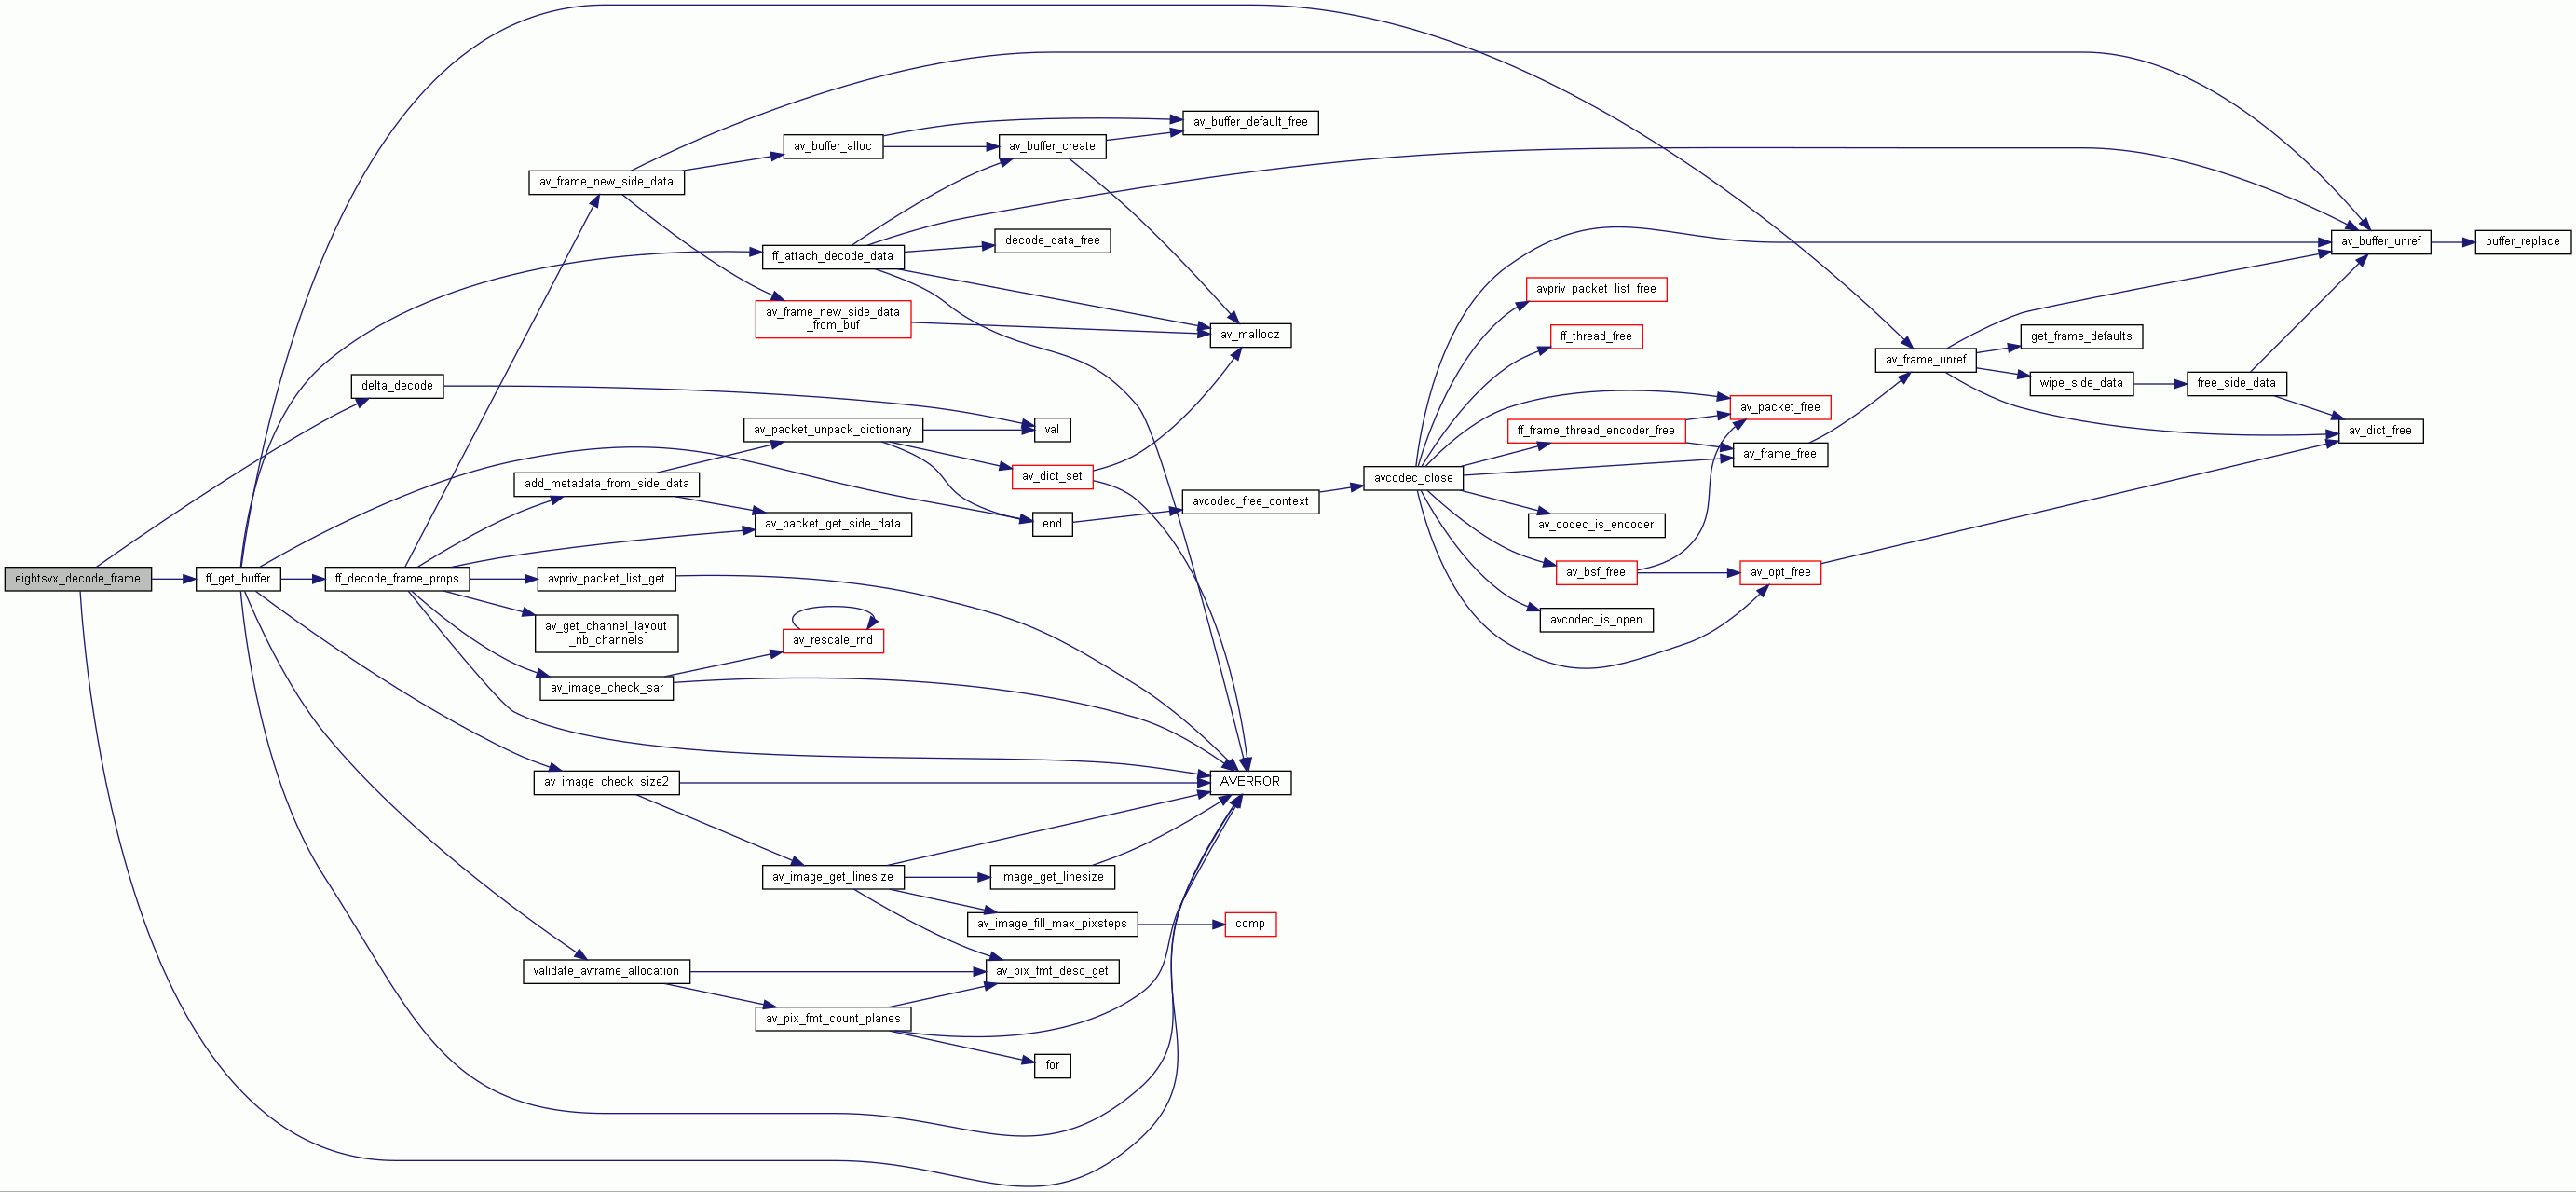 eightsvx_decode_frame
delta_decode
ff_get_buffer
ff_decode_frame_props
av_frame_new_side_data
add_metadata_from_side_data
avpriv_packet_list_get
av_get_channel_layout
_nb_channels
av_image_check_sar
av_image_check_size2
validate_avframe_allocation
av_buffer_alloc
ff_attach_decode_data
av_frame_new_side_data
_from_buf
av_packet_unpack_dictionary
av_packet_get_side_data
av_rescale_rnd
av_image_get_linesize
av_pix_fmt_count_planes
av_buffer_create
decode_data_free
val
av_dict_set
end
image_get_linesize
av_image_fill_max_pixsteps
av_pix_fmt_desc_get
for
av_buffer_default_free
av_mallocz
avcodec_free_context
AVERROR
comp
avcodec_close
avpriv_packet_list_free
ff_thread_free
ff_frame_thread_encoder_free
av_codec_is_encoder
av_bsf_free
avcodec_is_open
av_packet_free
av_frame_free
av_opt_free
av_frame_unref
get_frame_defaults
wipe_side_data
free_side_data
av_buffer_unref
av_dict_free
buffer_replace